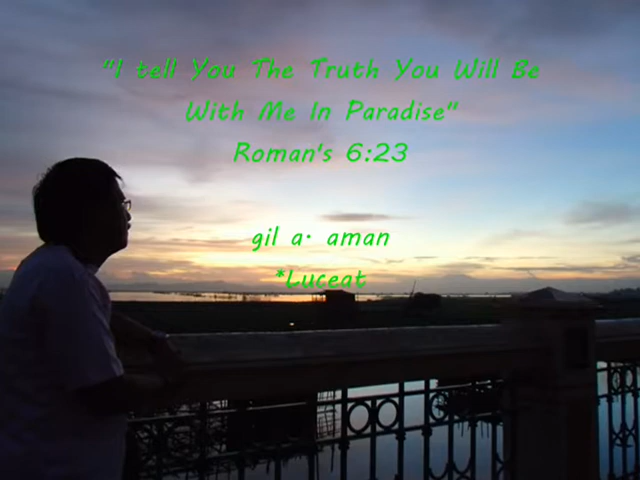 "I tell You The Truth You Will Be
With Me In Paradise"
Roman's 6:23
gil a. aman
*Luceat